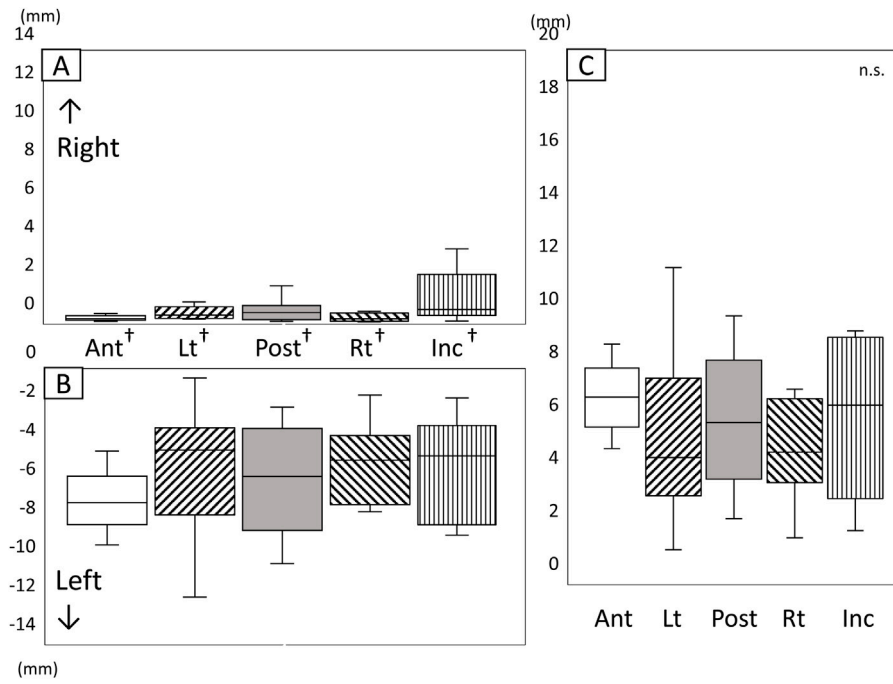 (mm)
14
A
12
↑
10
Right
8
6
4
2
0
Ant† Lt† Post† Rt† Inc†
0
B
-2
-4
-6
-8
-10
Left
-12
↓
-14
(mm)
(mm)
20
C
n.s.
18
16
14
12
10
8
6
4
2
0
Ant Lt Post Rt Inc